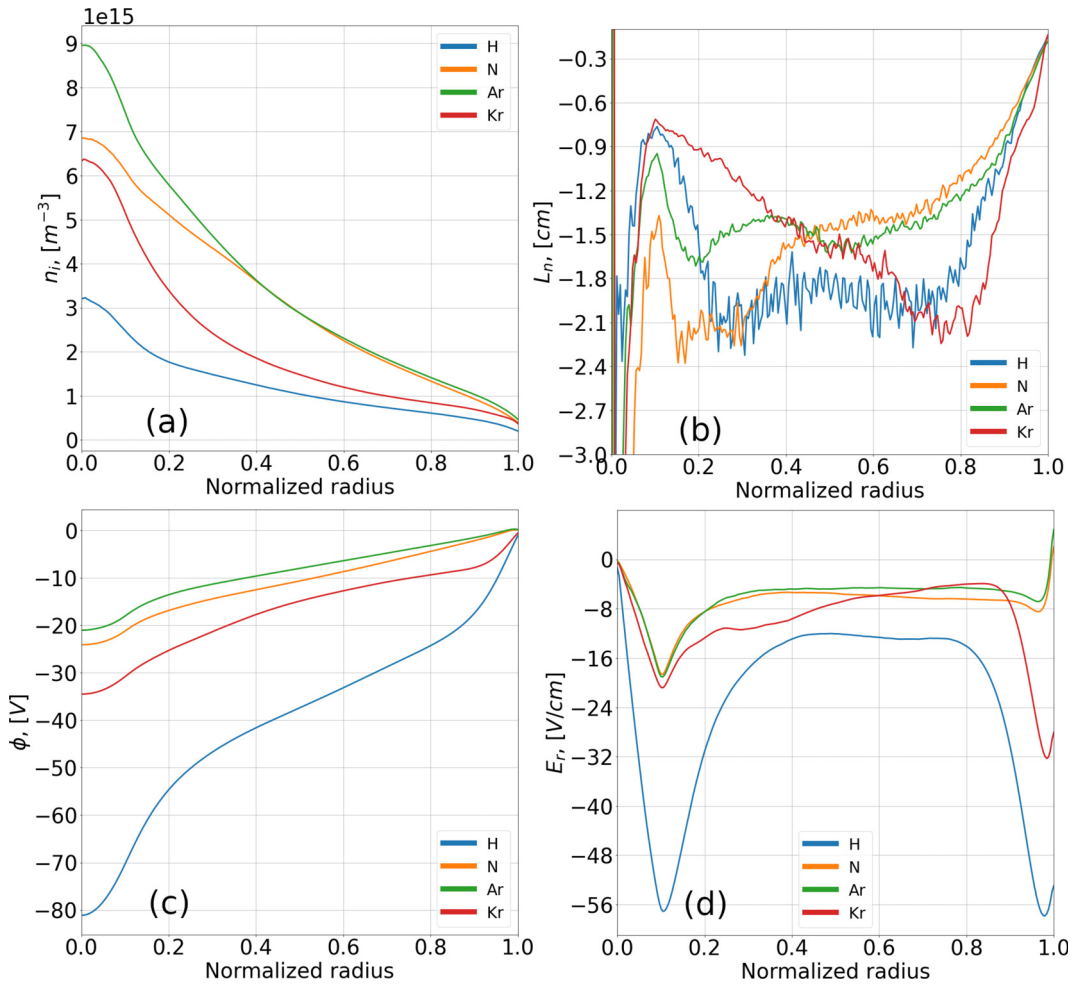 1e15
9
8
7
6
5
4
3
2
1
0
n_i, [m^{-3}]
H
N
Ar
Kr
(a)
0.0 0.2 0.4 0.6 0.8 1.0
Normalized radius
−0.3
−0.6
−0.9
−1.2
−1.5
−1.8
−2.1
−2.4
−2.7
−3.0
L_n, [cm]
(b)
H
N
Ar
Kr
0.0 0.2 0.4 0.6 0.8 1.0
Normalized radius
0
−10
−20
−30
−40
−50
−60
−70
−80
ϕ, [V]
(c)
H
N
Ar
Kr
0.0 0.2 0.4 0.6 0.8 1.0
Normalized radius
0
−8
−16
−24
−32
−40
−48
−56
E_r, [V/cm]
H
N
Ar
Kr
(d)
0.0 0.2 0.4 0.6 0.8 1.0
Normalized radius